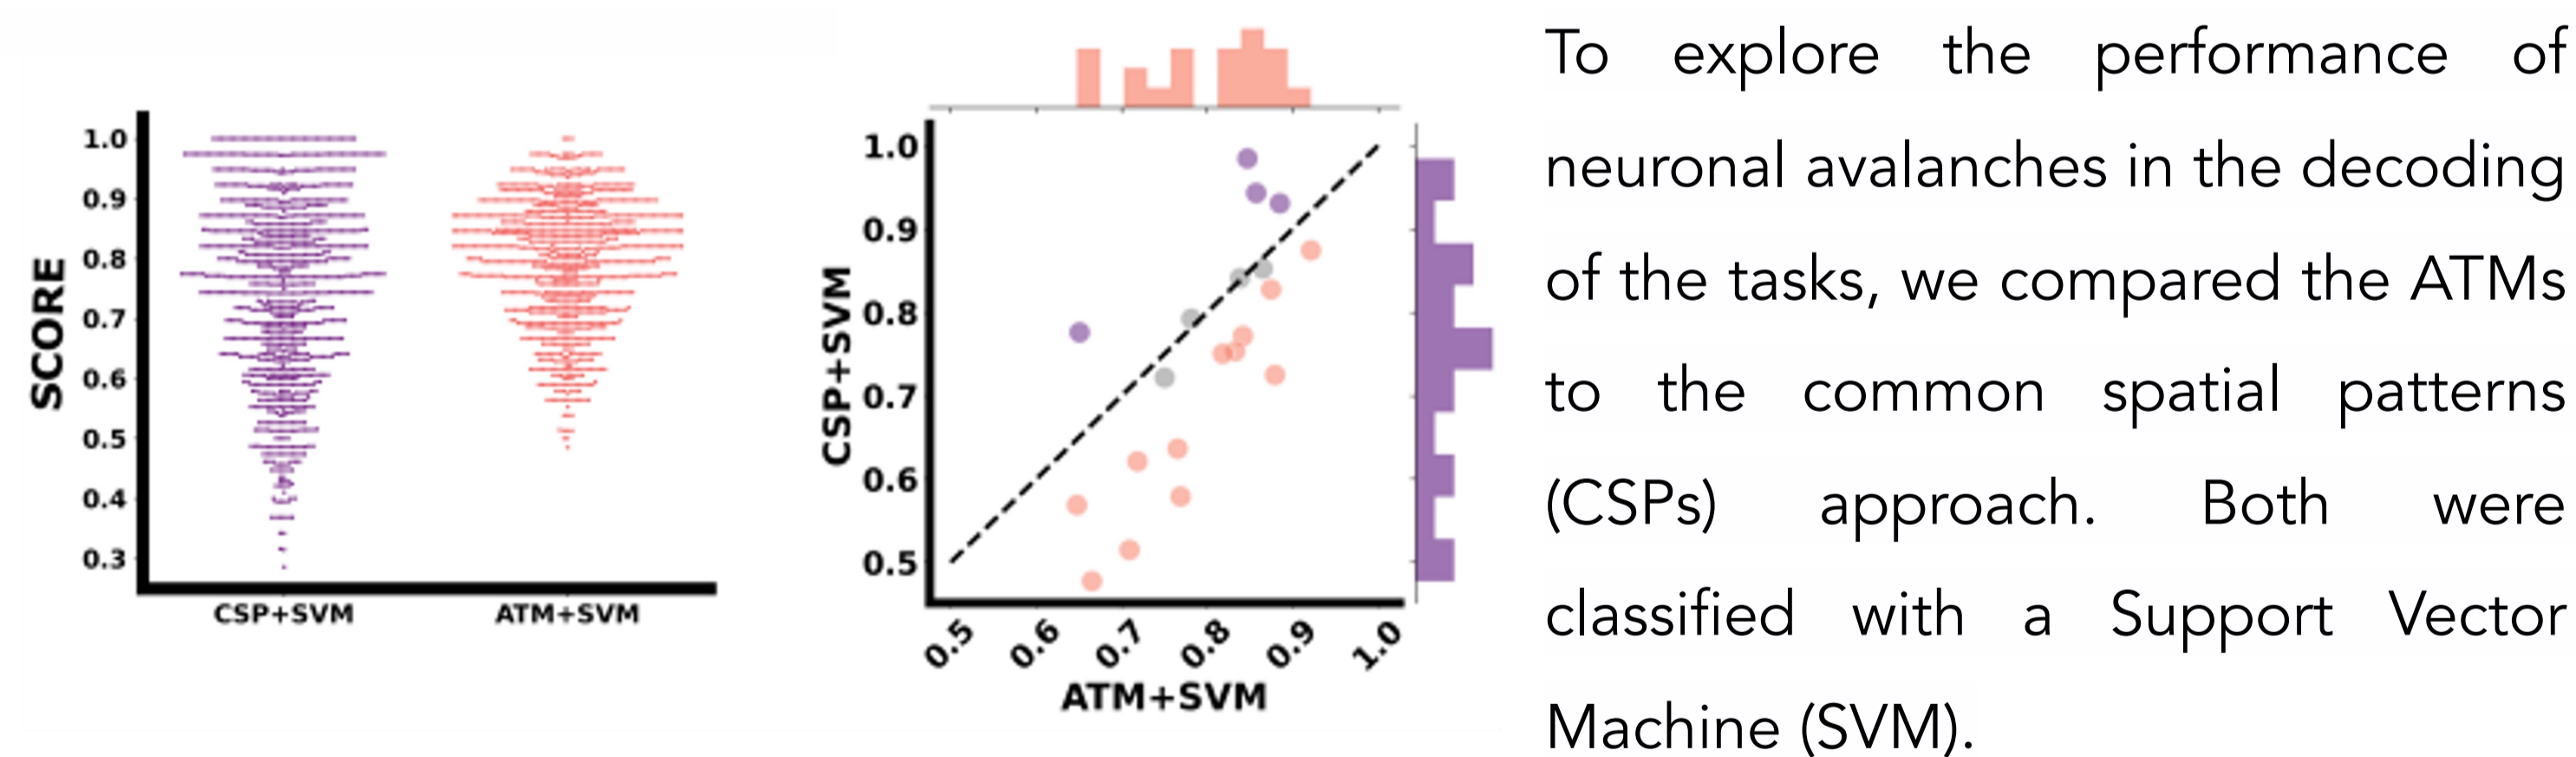 1.0
0.9
0.8
0.7
0.6
0.5
0.4
0.3
SCORE
CSP+SVM
ATM+SVM
1.0
0.9
0.8
0.7
0.6
0.5
CSP+SVM
0.5
0.6
0.7
0.8
0.9
1.0
ATM+SVM
To explore the performance of
neuronal avalanches in the decoding
of the tasks, we compared the ATMs
to the common spatial patterns
(CSPs) approach. Both were
classified with a Support Vector
Machine (SVM).